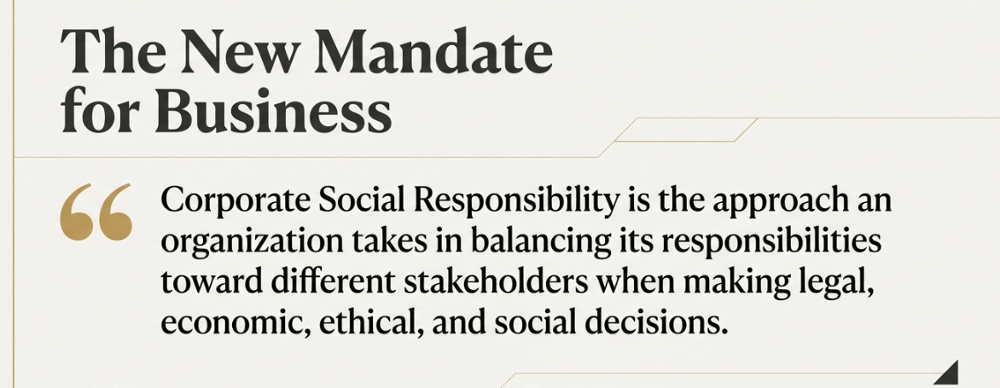 The New Mandate
for Business
“ Corporate Social Responsibility is the approach an
organization takes in balancing its responsibilities
toward different stakeholders when making legal,
economic, ethical, and social decisions.